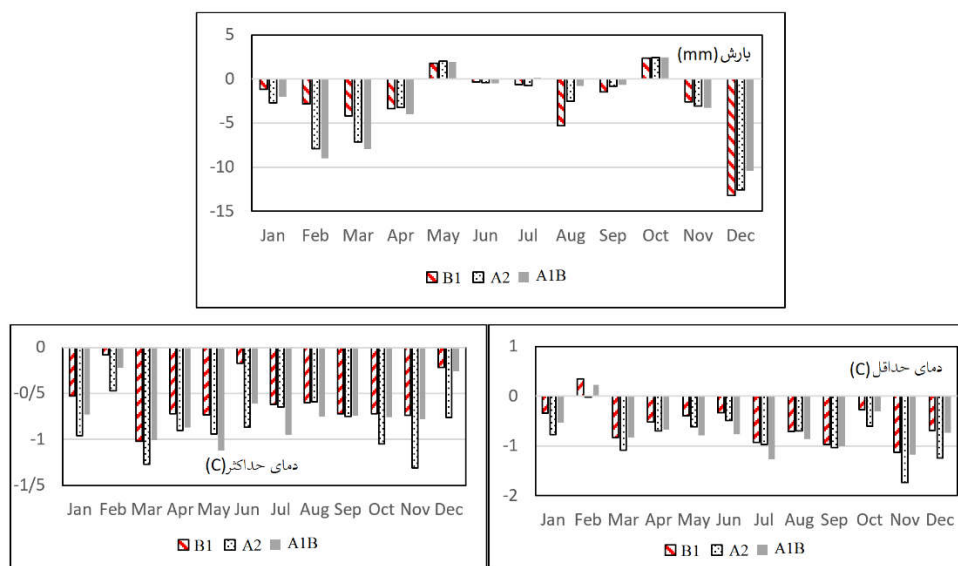 بارش (mm)
5
0
-5
-10
-15
Jan Feb Mar Apr May Jun Jul Aug Sep Oct Nov Dec
B1 A2 A1B
0
-0/5
-1
-1/5
دمای حداکثر(C)
Jan Feb Mar Apr May Jun Jul Aug Sep Oct Nov Dec
B1 A2 A1B
1
0
-1
-2
دمای حداقل (C)
Jan Feb Mar Apr May Jun Jul Aug Sep Oct Nov Dec
B1 A2 A1B